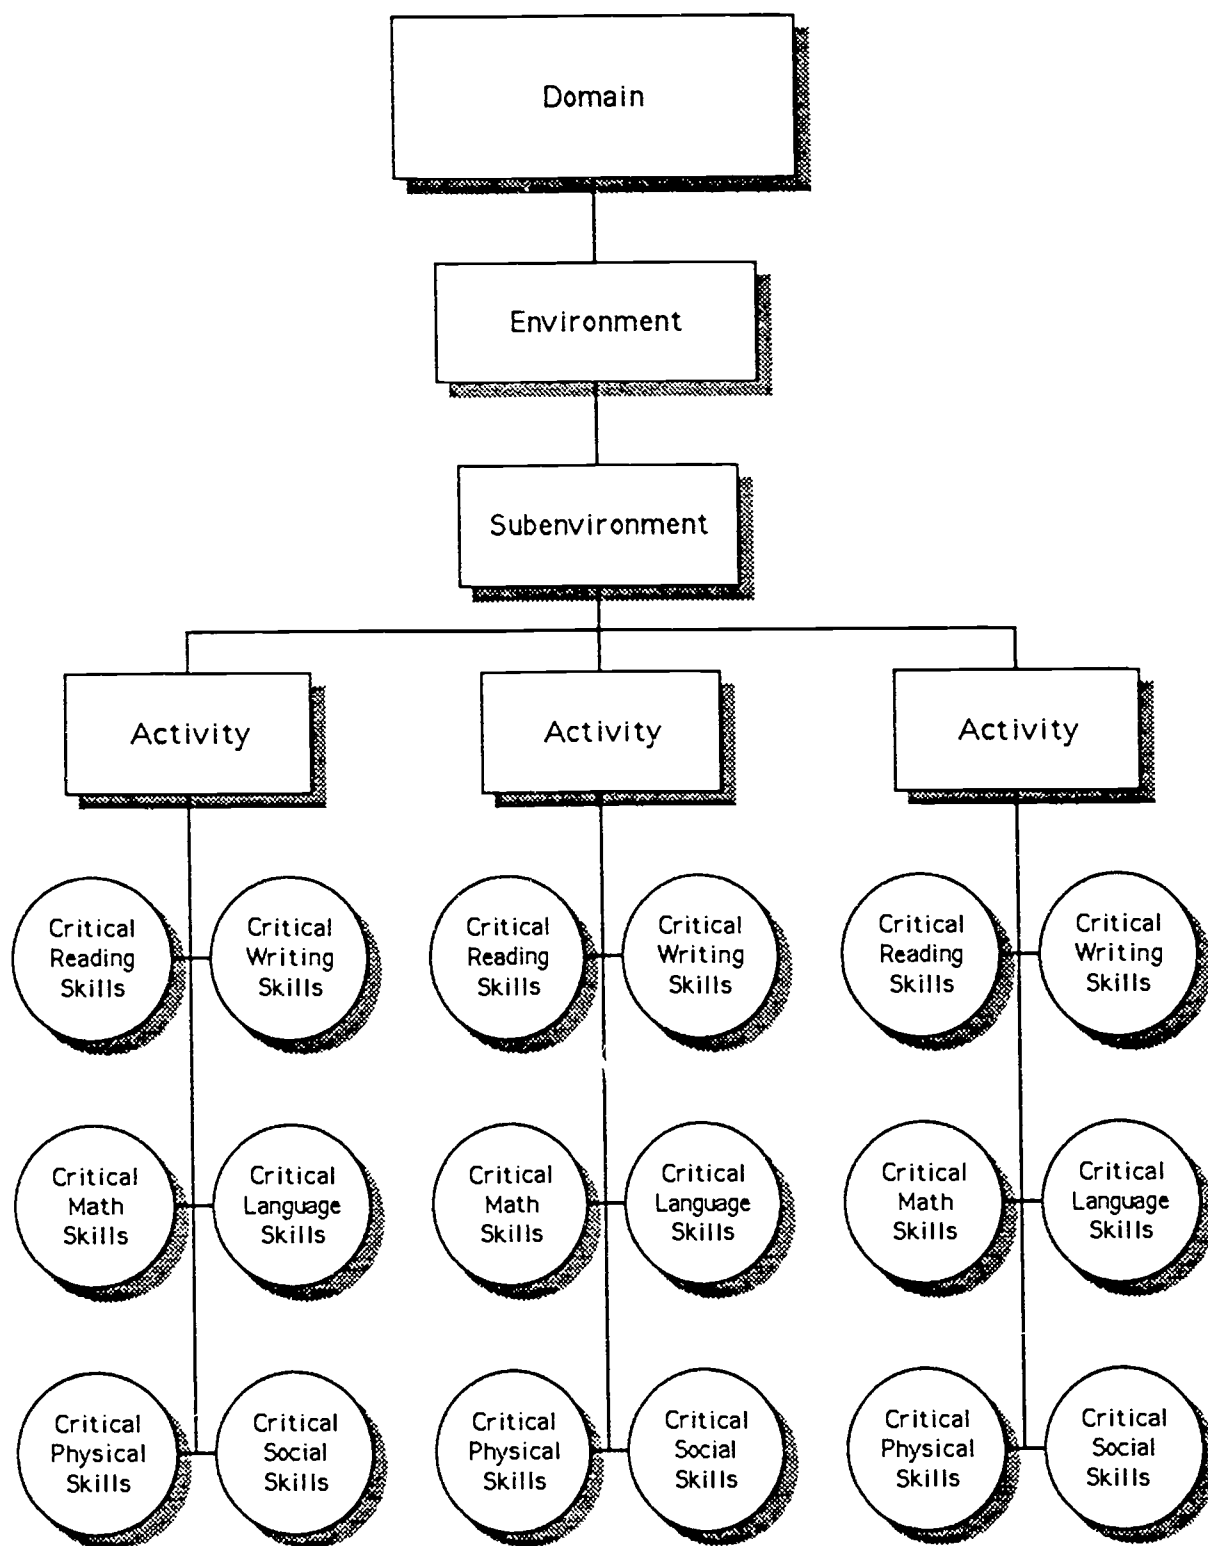 Domain
Environment
Subenvironment
Activity
Activity
Activity
Critical
Reading
Skills
Critical
Writing
Skills
Critical
Reading
Skills
Critical
Writing
Skills
Critical
Reading
Skills
Critical
Writing
Skills
Critical
Math
Skills
Critical
Language
Skills
Critical
Math
Skills
Critical
Language
Skills
Critical
Math
Skills
Critical
Language
Skills
Critical
Physical
Skills
Critical
Social
Skills
Critical
Physical
Skills
Critical
Social
Skills
Critical
Physical
Skills
Critical
Social
Skills